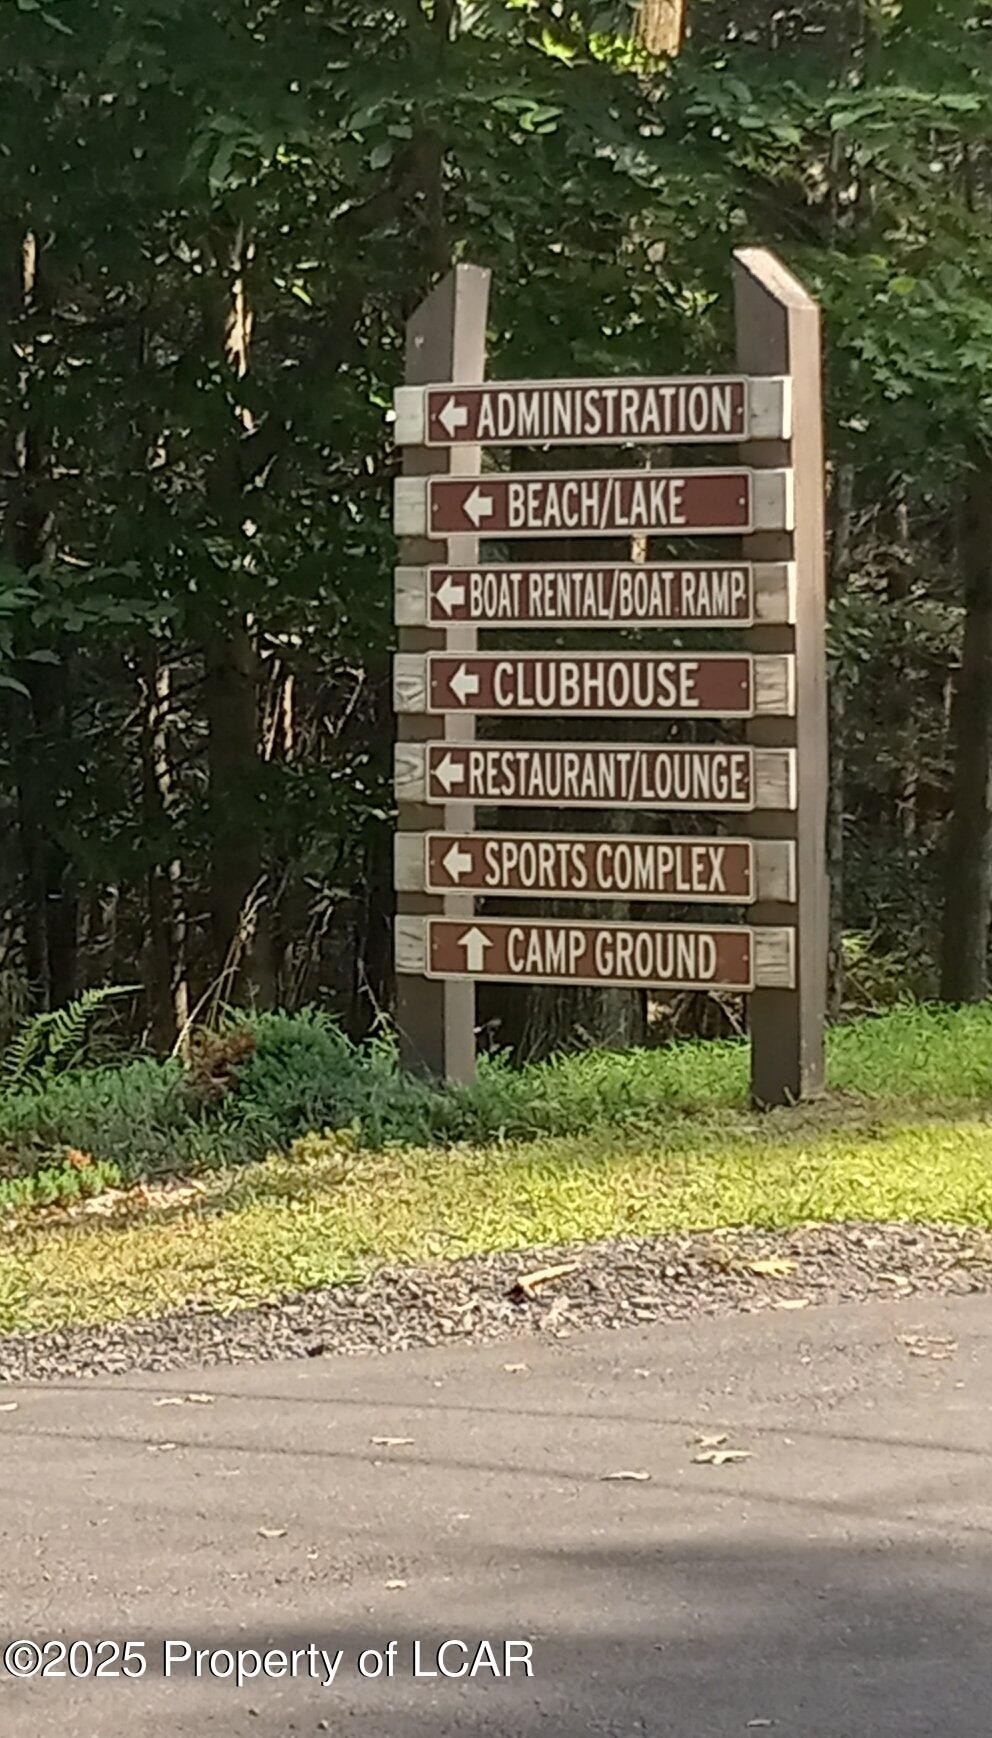 ← ADMINISTRATION
← BEACH/LAKE
← BOAT RENTAL/BOAT RAMP
← CLUBHOUSE
← RESTAURANT/LOUNGE
← SPORTS COMPLEX
↑ CAMP GROUND
©2025 Property of LCAR